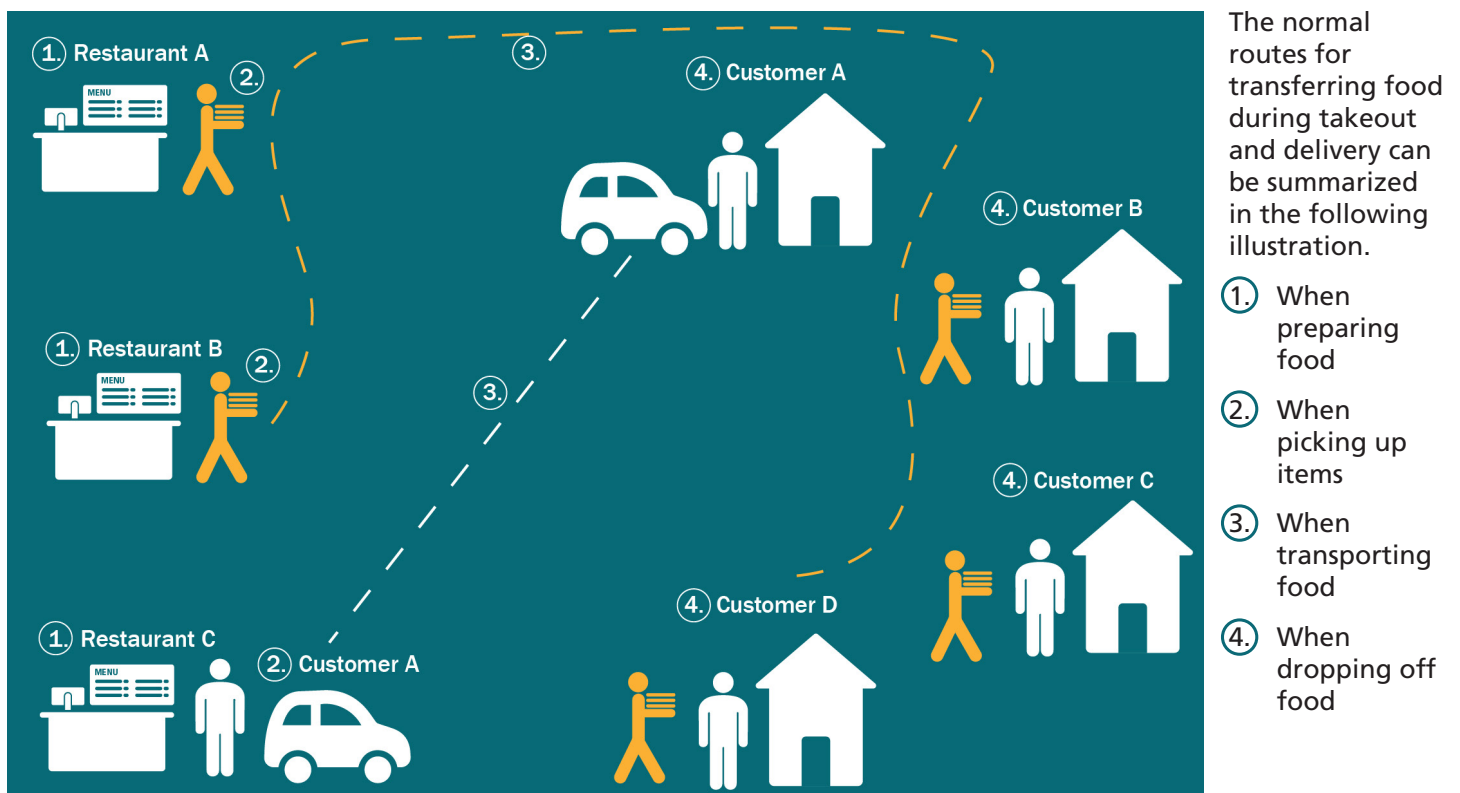 1. Restaurant A
MENU
2.
3.
4. Customer A
4. Customer B
1. Restaurant B
MENU
2.
3.
4. Customer C
4. Customer D
1. Restaurant C
MENU
2. Customer A
The normal
routes for
transferring food
during takeout
and delivery can
be summarized
in the following
illustration.
1. When
preparing
food
2. When
picking up
items
3. When
transporting
food
4. When
dropping off
food